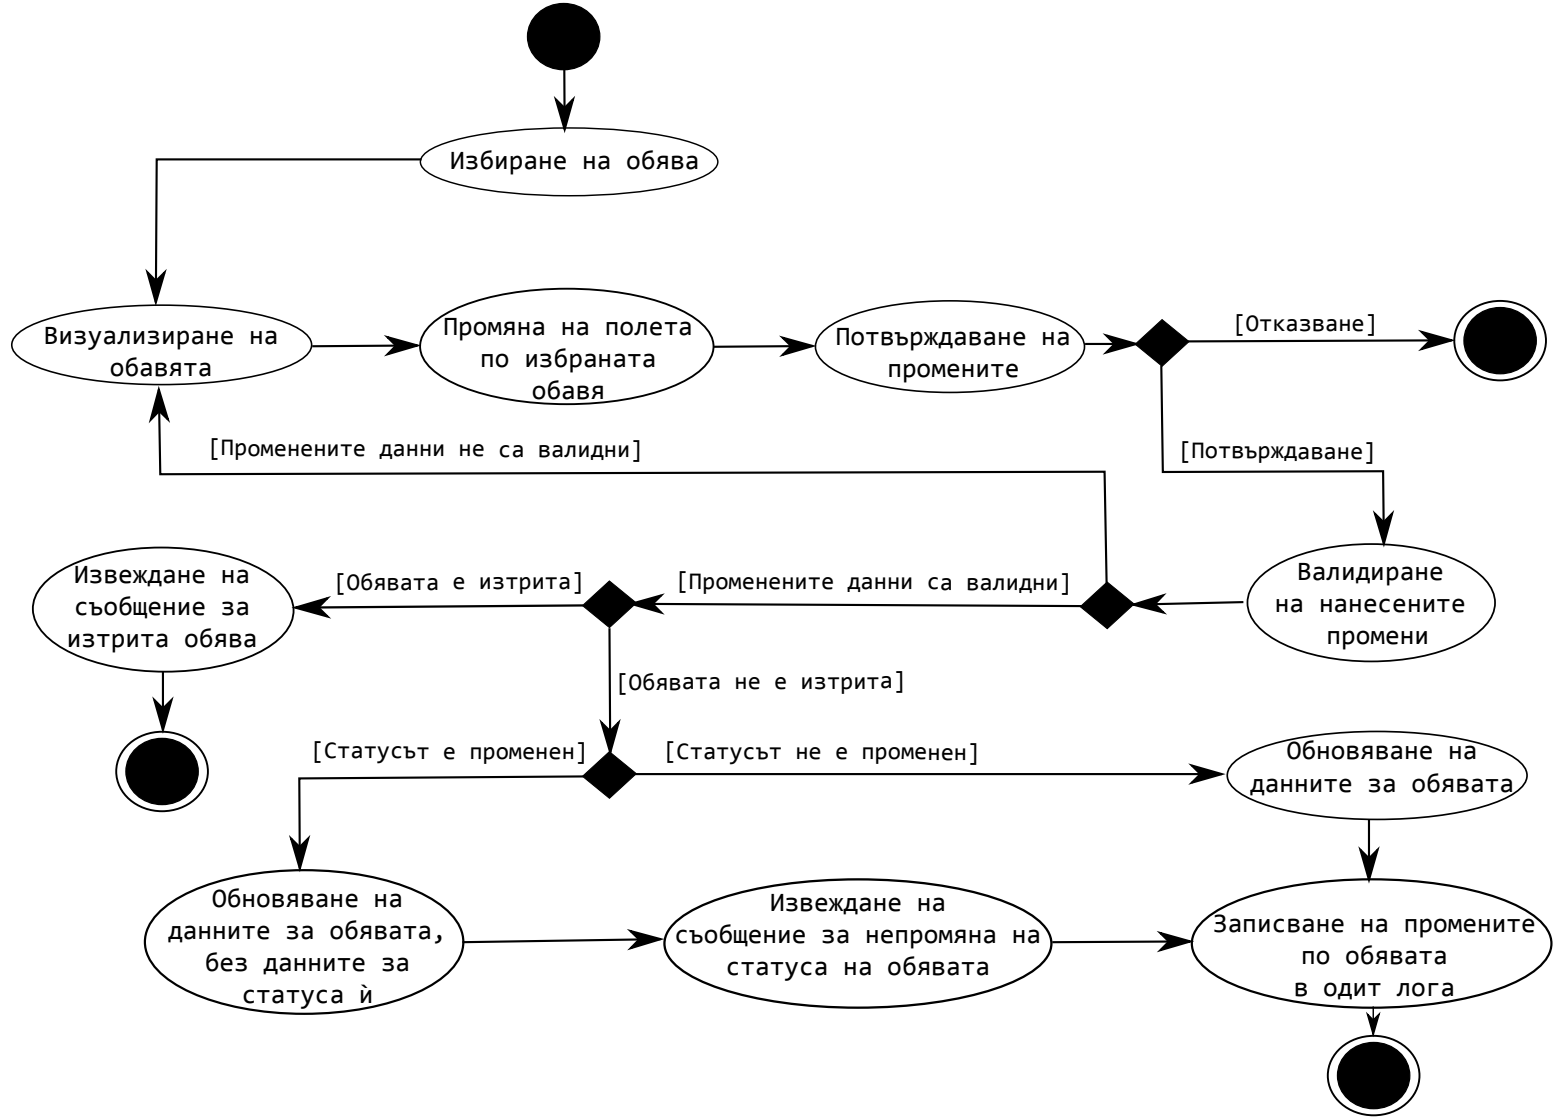 Избиране на обява
Визуализиране на
обавята
Промяна на полета
по избраната
обавя
Потвърждаване на
промените
[Отказване]
[Променените данни не са валидни]
[Потвърждаване]
Извеждане на
съобщение за
изтрита обява
[Обявата е изтрита]
[Променените данни са валидни]
Валидиране
на нанесените
промени
[Обявата не е изтрита]
[Статусът е променен]
[Статусът не е променен]
Обновяване на
данните за обявата
Обновяване на
данните за обявата,
без данните за
статуса ѝ
Извеждане на
съобщение за непромяна на
статуса на обявата
Записване на промените
по обявата
в одит лога